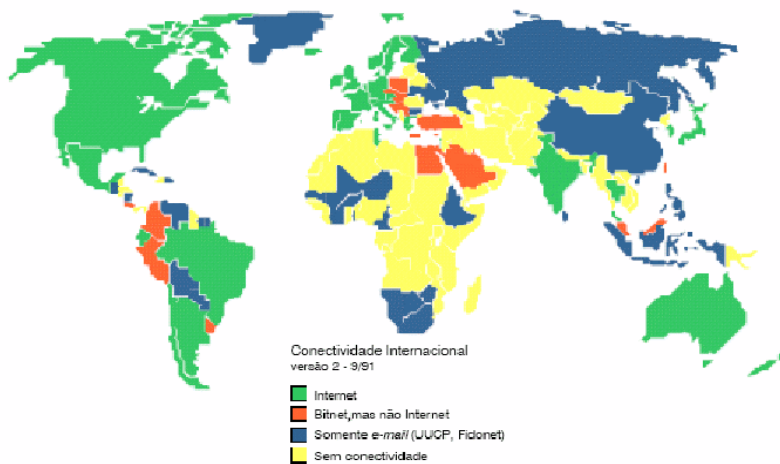 Conectividade Internacional
versão 2 - 9/91
Internet
Bitnet,mas não Internet
Somente e-mail (UUCP, Fidonet)
Sem conectividade